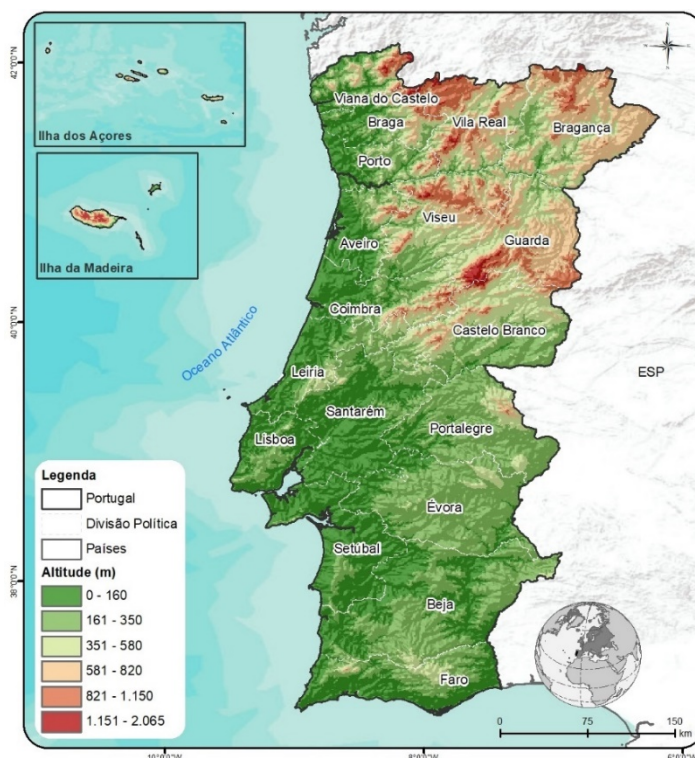 Ilha dos Açores
Ilha da Madeira
42°0'0"N
40°0'0"N
38°0'0"N
Oceano Atlântico
Viana do Castelo
Braga
Vila Real
Bragança
Porto
Viseu
Guarda
Aveiro
Coimbra
Castelo Branco
ESP
Leiria
Santarém
Portalegre
Lisboa
Évora
Setúbal
Beja
Faro
Legenda
Portugal
Divisão Política
Países
Altitude (m)
0 - 160
161 - 350
351 - 580
581 - 820
821 - 1.150
1.151 - 2.065
0 75 150
km